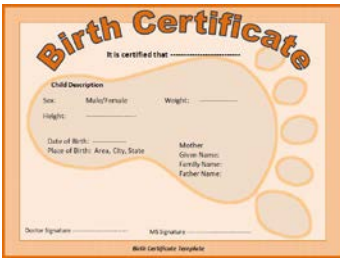 Birth Certificate
It is certified that --------------------------
Child Description
Sex: Male/Female Weight: ----------------
Height: --------------------
Date of Birth: --------------------
Place of Birth: Area, City, State
Mother
Given Name:
Family Name:
Father Name:
Doctor Signature ---------------------- MS Signature ----------------------
Birth Certificate Template